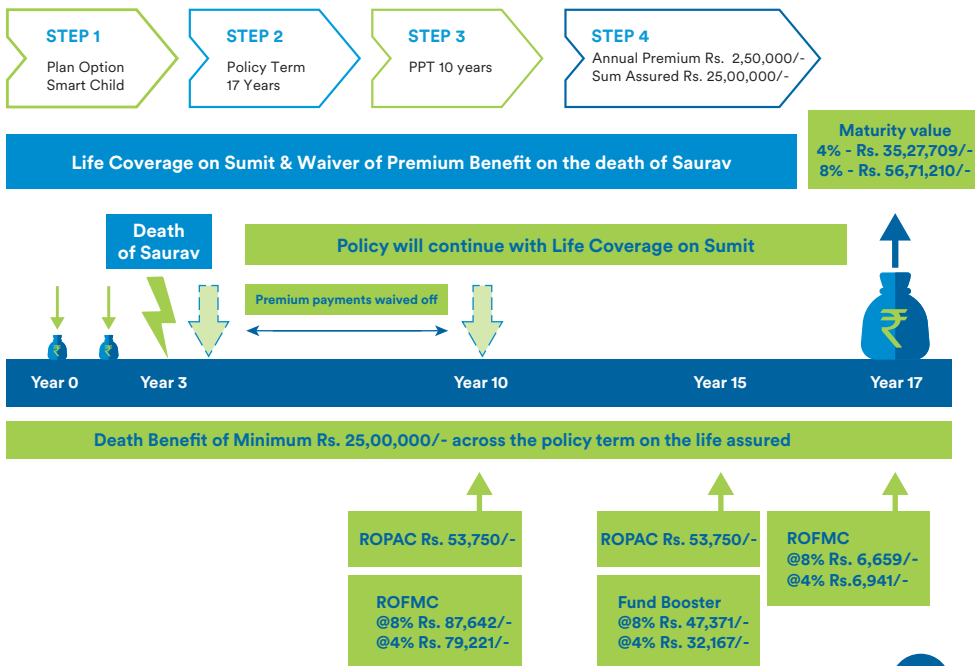 STEP 1
Plan Option
Smart Child
STEP 2
Policy Term
17 Years
STEP 3
PPT 10 years
STEP 4
Annual Premium Rs. 2,50,000/-
Sum Assured Rs. 25,00,000/-
Maturity value
4% - Rs. 35,27,709/-
8% - Rs. 56,71,210/-
Life Coverage on Sumit & Waiver of Premium Benefit on the death of Saurav
Death
of Saurav
Policy will continue with Life Coverage on Sumit
Premium payments waived off
₹
₹
₹
Year 0
Year 3
Year 10
Year 15
Year 17
Death Benefit of Minimum Rs. 25,00,000/- across the policy term on the life assured
ROPAC Rs. 53,750/-
ROFMC
@8% Rs. 87,642/-
@4% Rs. 79,221/-
ROPAC Rs. 53,750/-
Fund Booster
@8% Rs. 47,371/-
@4% Rs. 32,167/-
ROFMC
@8% Rs. 6,659/-
@4% Rs.6,941/-